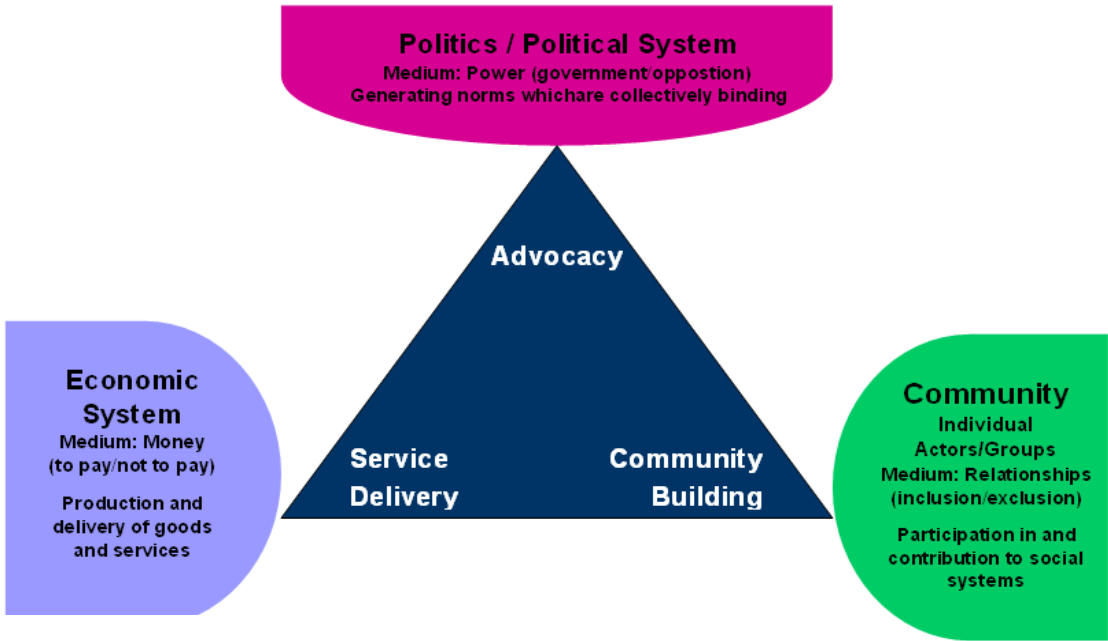 Politics / Political System
Medium: Power (government/oppostion)
Generating norms whichare collectively binding
Advocacy
Economic
System
Medium: Money
(to pay/not to pay)
Production and
delivery of goods
and services
Service
Delivery
Community
Building
Community
Individual
Actors/Groups
Medium: Relationships
(inclusion/exclusion)
Participation in and
contribution to social
systems